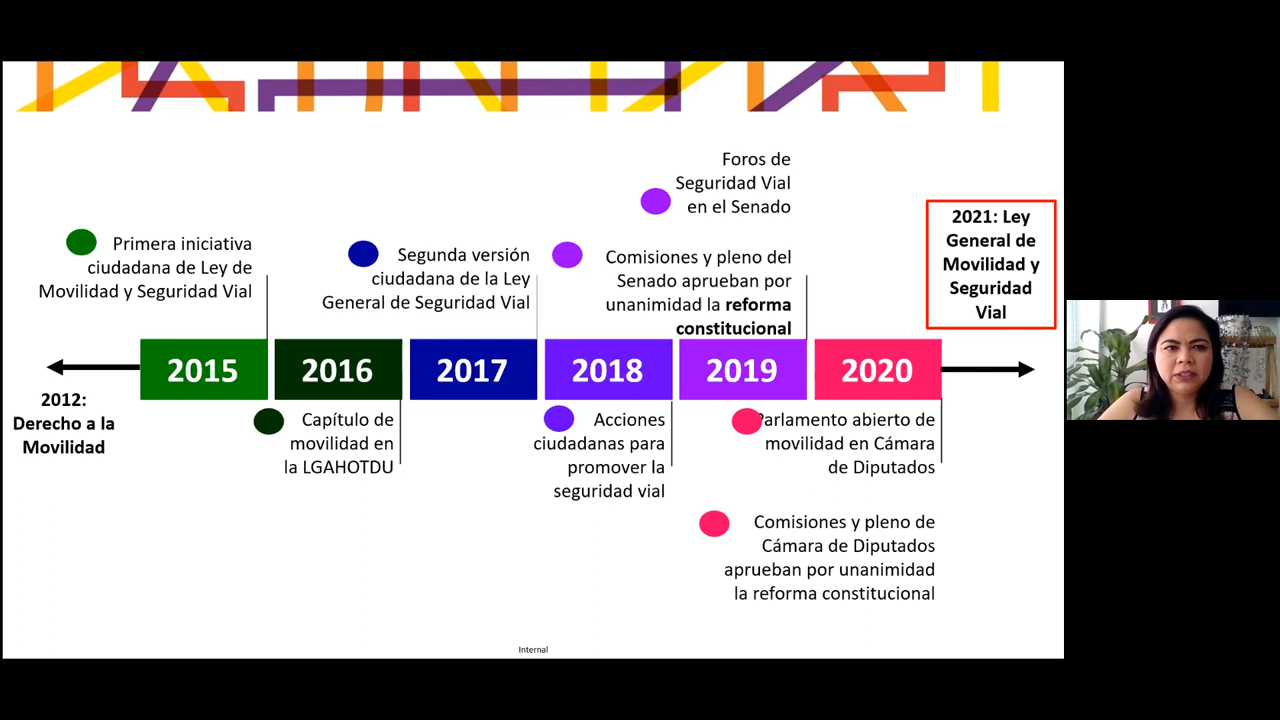 Foros de
Seguridad Vial
en el Senado
Primera iniciativa
ciudadana de Ley de
Movilidad y Seguridad Vial
Segunda versión
ciudadana de la Ley
General de Seguridad Vial
Comisiones y pleno del
Senado aprueban por
unanimidad la reforma
constitucional
2021: Ley
General de
Movilidad y
Seguridad
Vial
2015
2016
2017
2018
2019
2020
2012:
Derecho a la
Movilidad
Capítulo de
movilidad en
la LGAHOTDU
Acciones
ciudadanas para
promover la
seguridad vial
Parlamento abierto de
movilidad en Cámara
de Diputados
Comisiones y pleno de
Cámara de Diputados
aprueban por unanimidad
la reforma constitucional
Internal